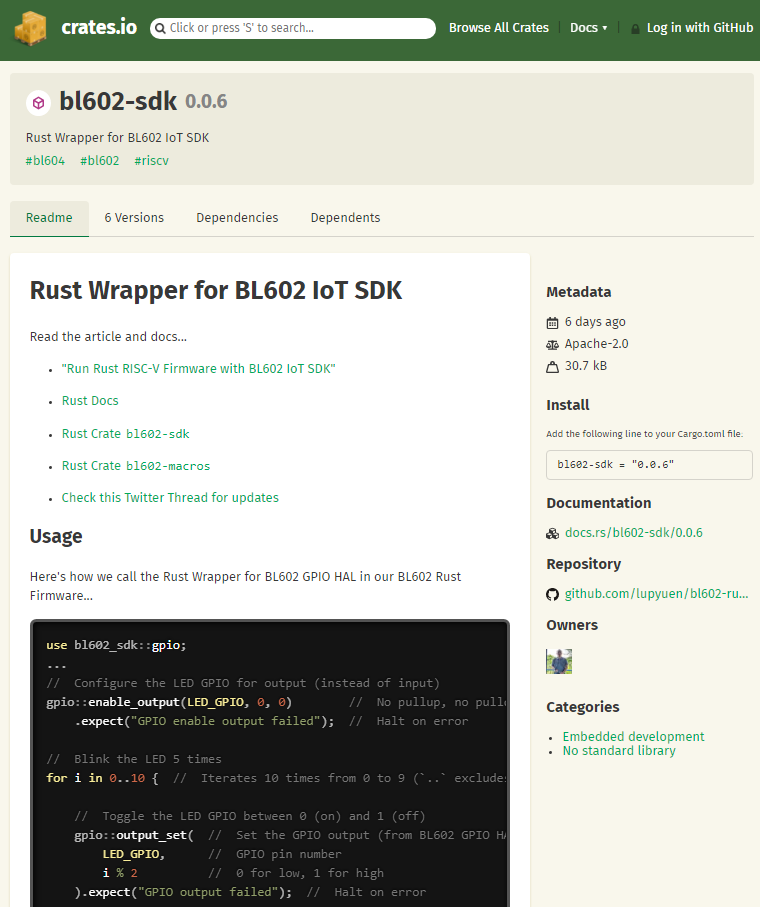 crates.io
Click or press 'S' to search...
Browse All Crates
Docs
Log in with GitHub
bl602-sdk 0.0.6
Rust Wrapper for BL602 IoT SDK
#bl604 #bl602 #riscv
Readme
6 Versions
Dependencies
Dependents
Rust Wrapper for BL602 IoT SDK
Read the article and docs...
"Run Rust RISC-V Firmware with BL602 IoT SDK"
Rust Docs
Rust Crate bl602-sdk
Rust Crate bl602-macros
Check this Twitter Thread for updates
Usage
Here's how we call the Rust Wrapper for BL602 GPIO HAL in our BL602 Rust
Firmware...
use bl602_sdk::gpio;
...
//  Configure the LED GPIO for output (instead of input)
gpio::enable_output(LED_GPIO, 0, 0)        //  No pullup, no
    .expect("GPIO enable output failed");  //  Halt on error
//  Blink the LED 5 times
for i in 0..10 {  //  Iterates 10 times from 0 to 9 (`..`
    //  Toggle the LED GPIO between 0 (on) and 1 (off)
    gpio::output_set(  //  Set the GPIO output (from BL602 GPIO
        LED_GPIO,      //  GPIO pin number
        i % 2          //  0 for low, 1 for high
    ).expect("GPIO output failed");  //  Halt on error
Metadata
6 days ago
Apache-2.0
30.7 kB
Install
Add the following line to your Cargo.toml file:
bl602-sdk = "0.0.6"
Documentation
docs.rs/bl602-sdk/0.0.6
Repository
github.com/lupyuen/bl602-ru...
Owners
Categories
Embedded development
No standard library